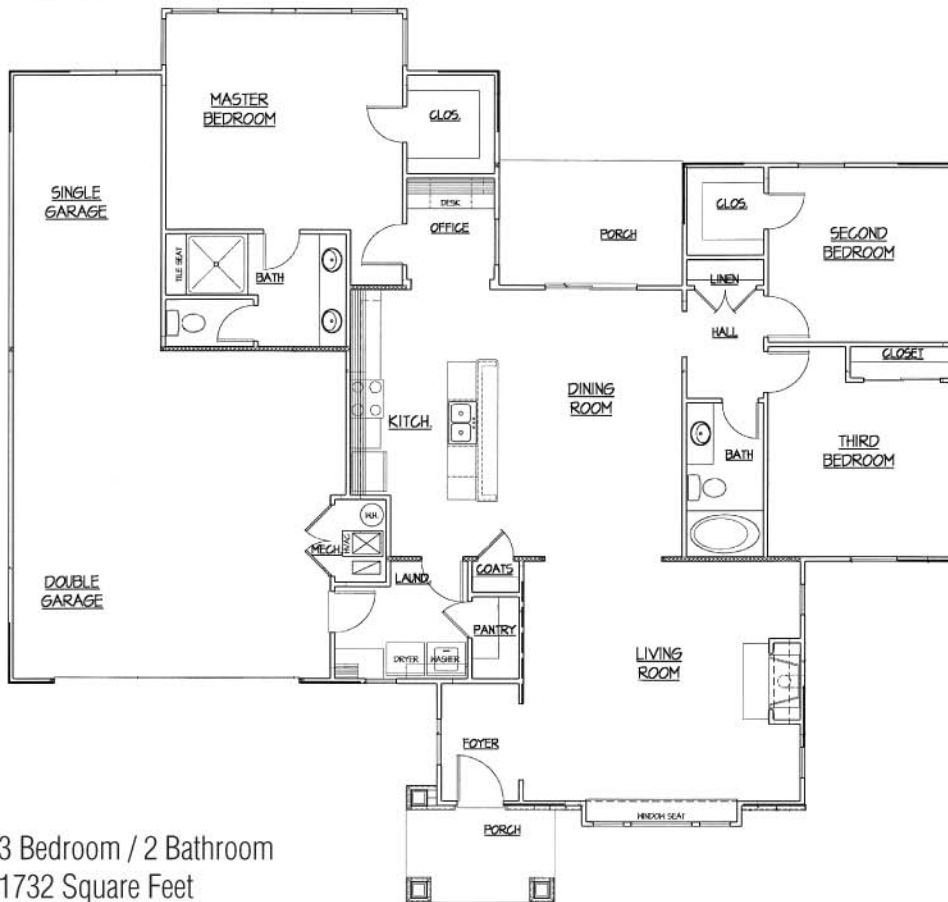 MASTER
BEDROOM
CLOS.
SINGLE
GARAGE
DESK
OFFICE
TILE SEAT
BATH
PORCH
CLOS.
SECOND
BEDROOM
LINEN
HALL
CLOSET
DINING
ROOM
KITCH.
BATH
THIRD
BEDROOM
W.H.
HVAC
MECH.
DOUBLE
GARAGE
LAUND.
COATS
PANTRY
DRYER
WASHER
LIVING
ROOM
FOYER
WINDOW SEAT
PORCH
3 Bedroom / 2 Bathroom
1732 Square Feet